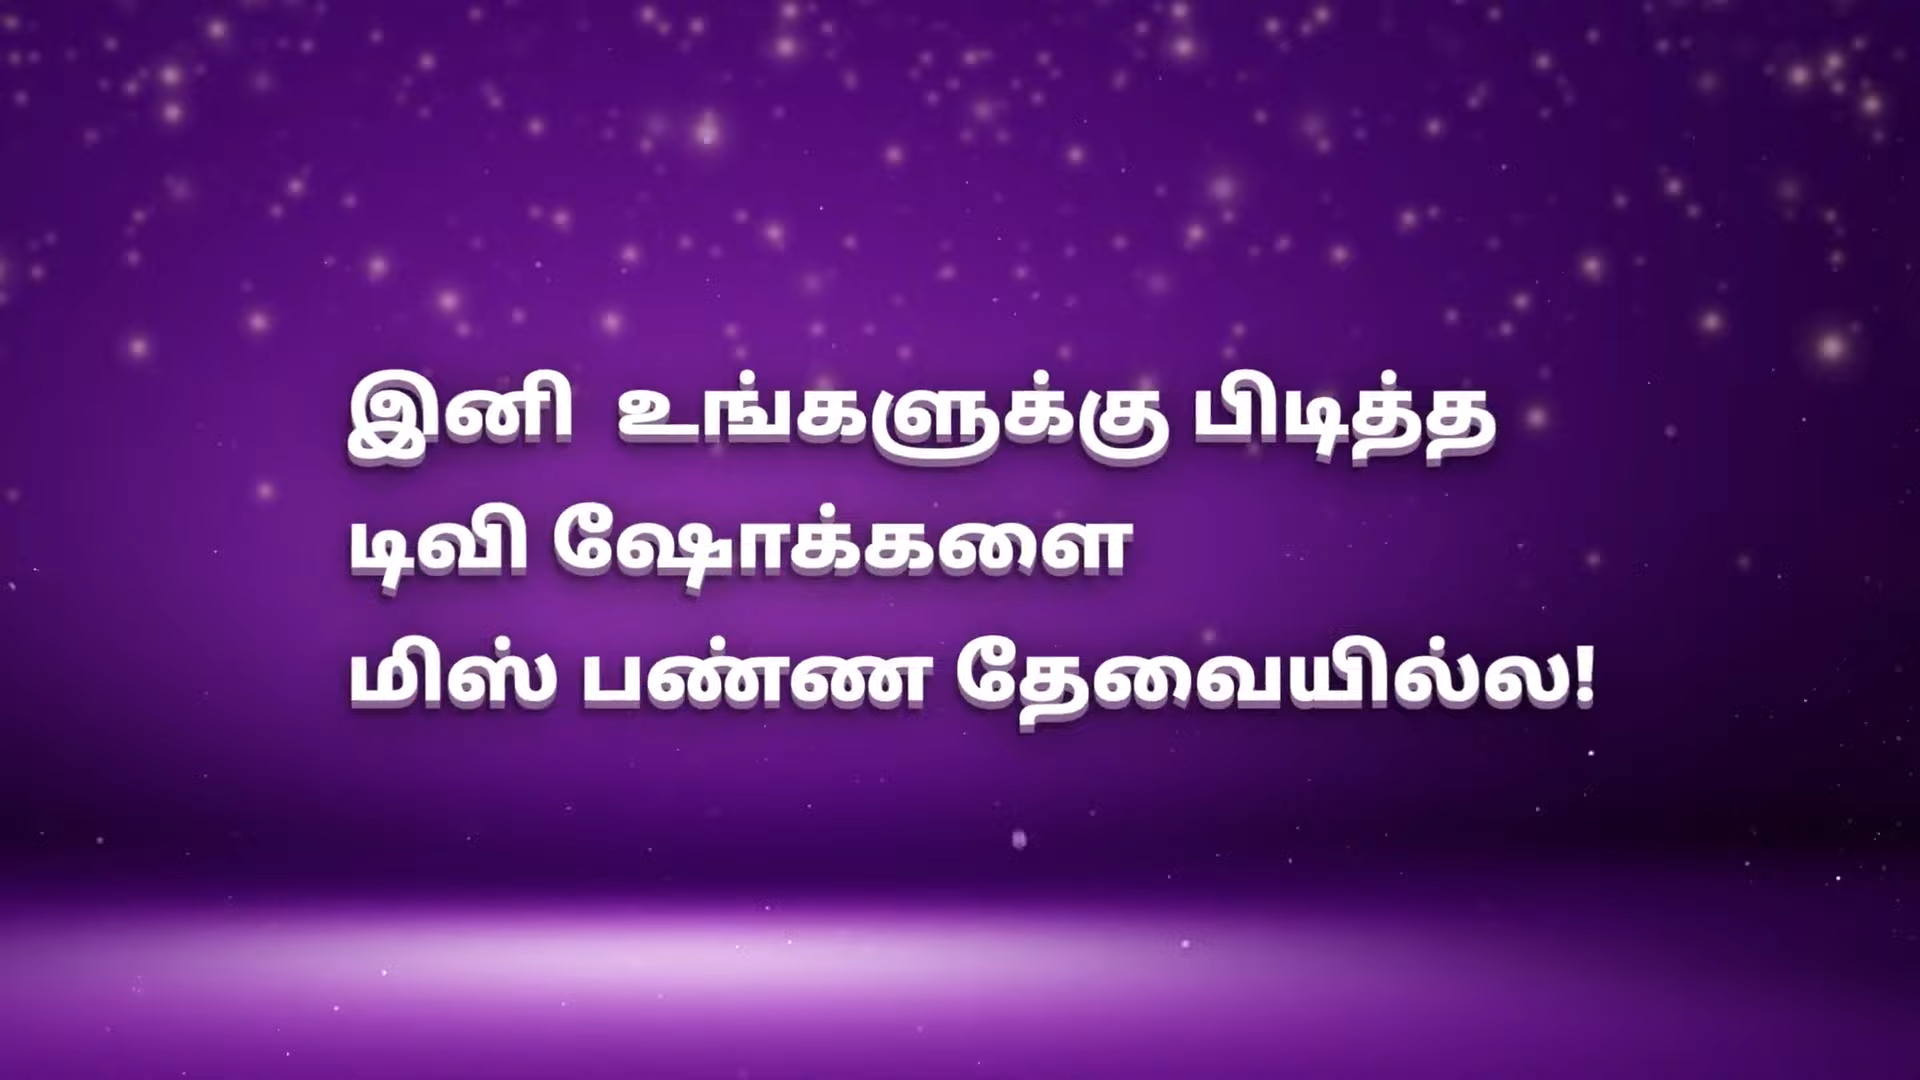 இனி உங்களுக்கு பிடித்த
டிவி ஷோக்களை
மிஸ் பண்ண தேவையில்ல!